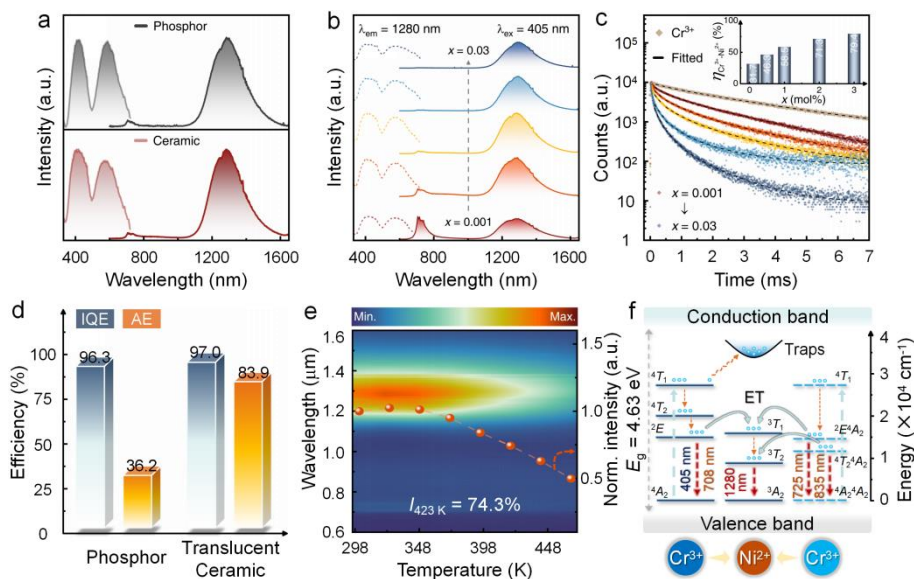 a
Phosphor
Ceramic
Intensity (a.u.)
400 800 1200 1600
Wavelength (nm)
b
λem = 1280 nm
λex = 405 nm
x = 0.03
x = 0.001
Intensity (a.u.)
400 800 1200 1600
Wavelength (nm)
c
Cr³⁺
Fitted
10⁵
10⁴
10³
10²
10
1
Counts (a.u.)
ηCr³⁺-Ni²⁺ (%)
100
50
0
0 1 2 3
x (mol%)
x = 0.001
↓
x = 0.03
0 1 2 3 4 5 6 7
Time (ms)
d
IQE AE
Efficiency (%)
100
75
50
25
0
96.3
36.2
97.0
83.9
Phosphor
Translucent
Ceramic
e
Min. Max.
Wavelength (μm)
1.6
1.4
1.2
1.0
0.8
0.6
1.5
1.0
0.5
Norm. intensity (a.u.)
I423 K = 74.3%
298 348 398 448
Temperature (K)
f
Conduction band
Traps
Eg = 4.63 eV
⁴T₁
⁴T₂
²E
⁴A₂
ET
³T₁
³T₂
³A₂
⁴T₁
²E⁴A₂
⁴T₂⁴A₂
⁴A₂⁴A₂
405 nm
708 nm
1280 nm
725 nm
835 nm
4
3
2
1
0
Energy (× 10⁴ cm)
Valence band
Cr³⁺ Ni²⁺ Cr³⁺